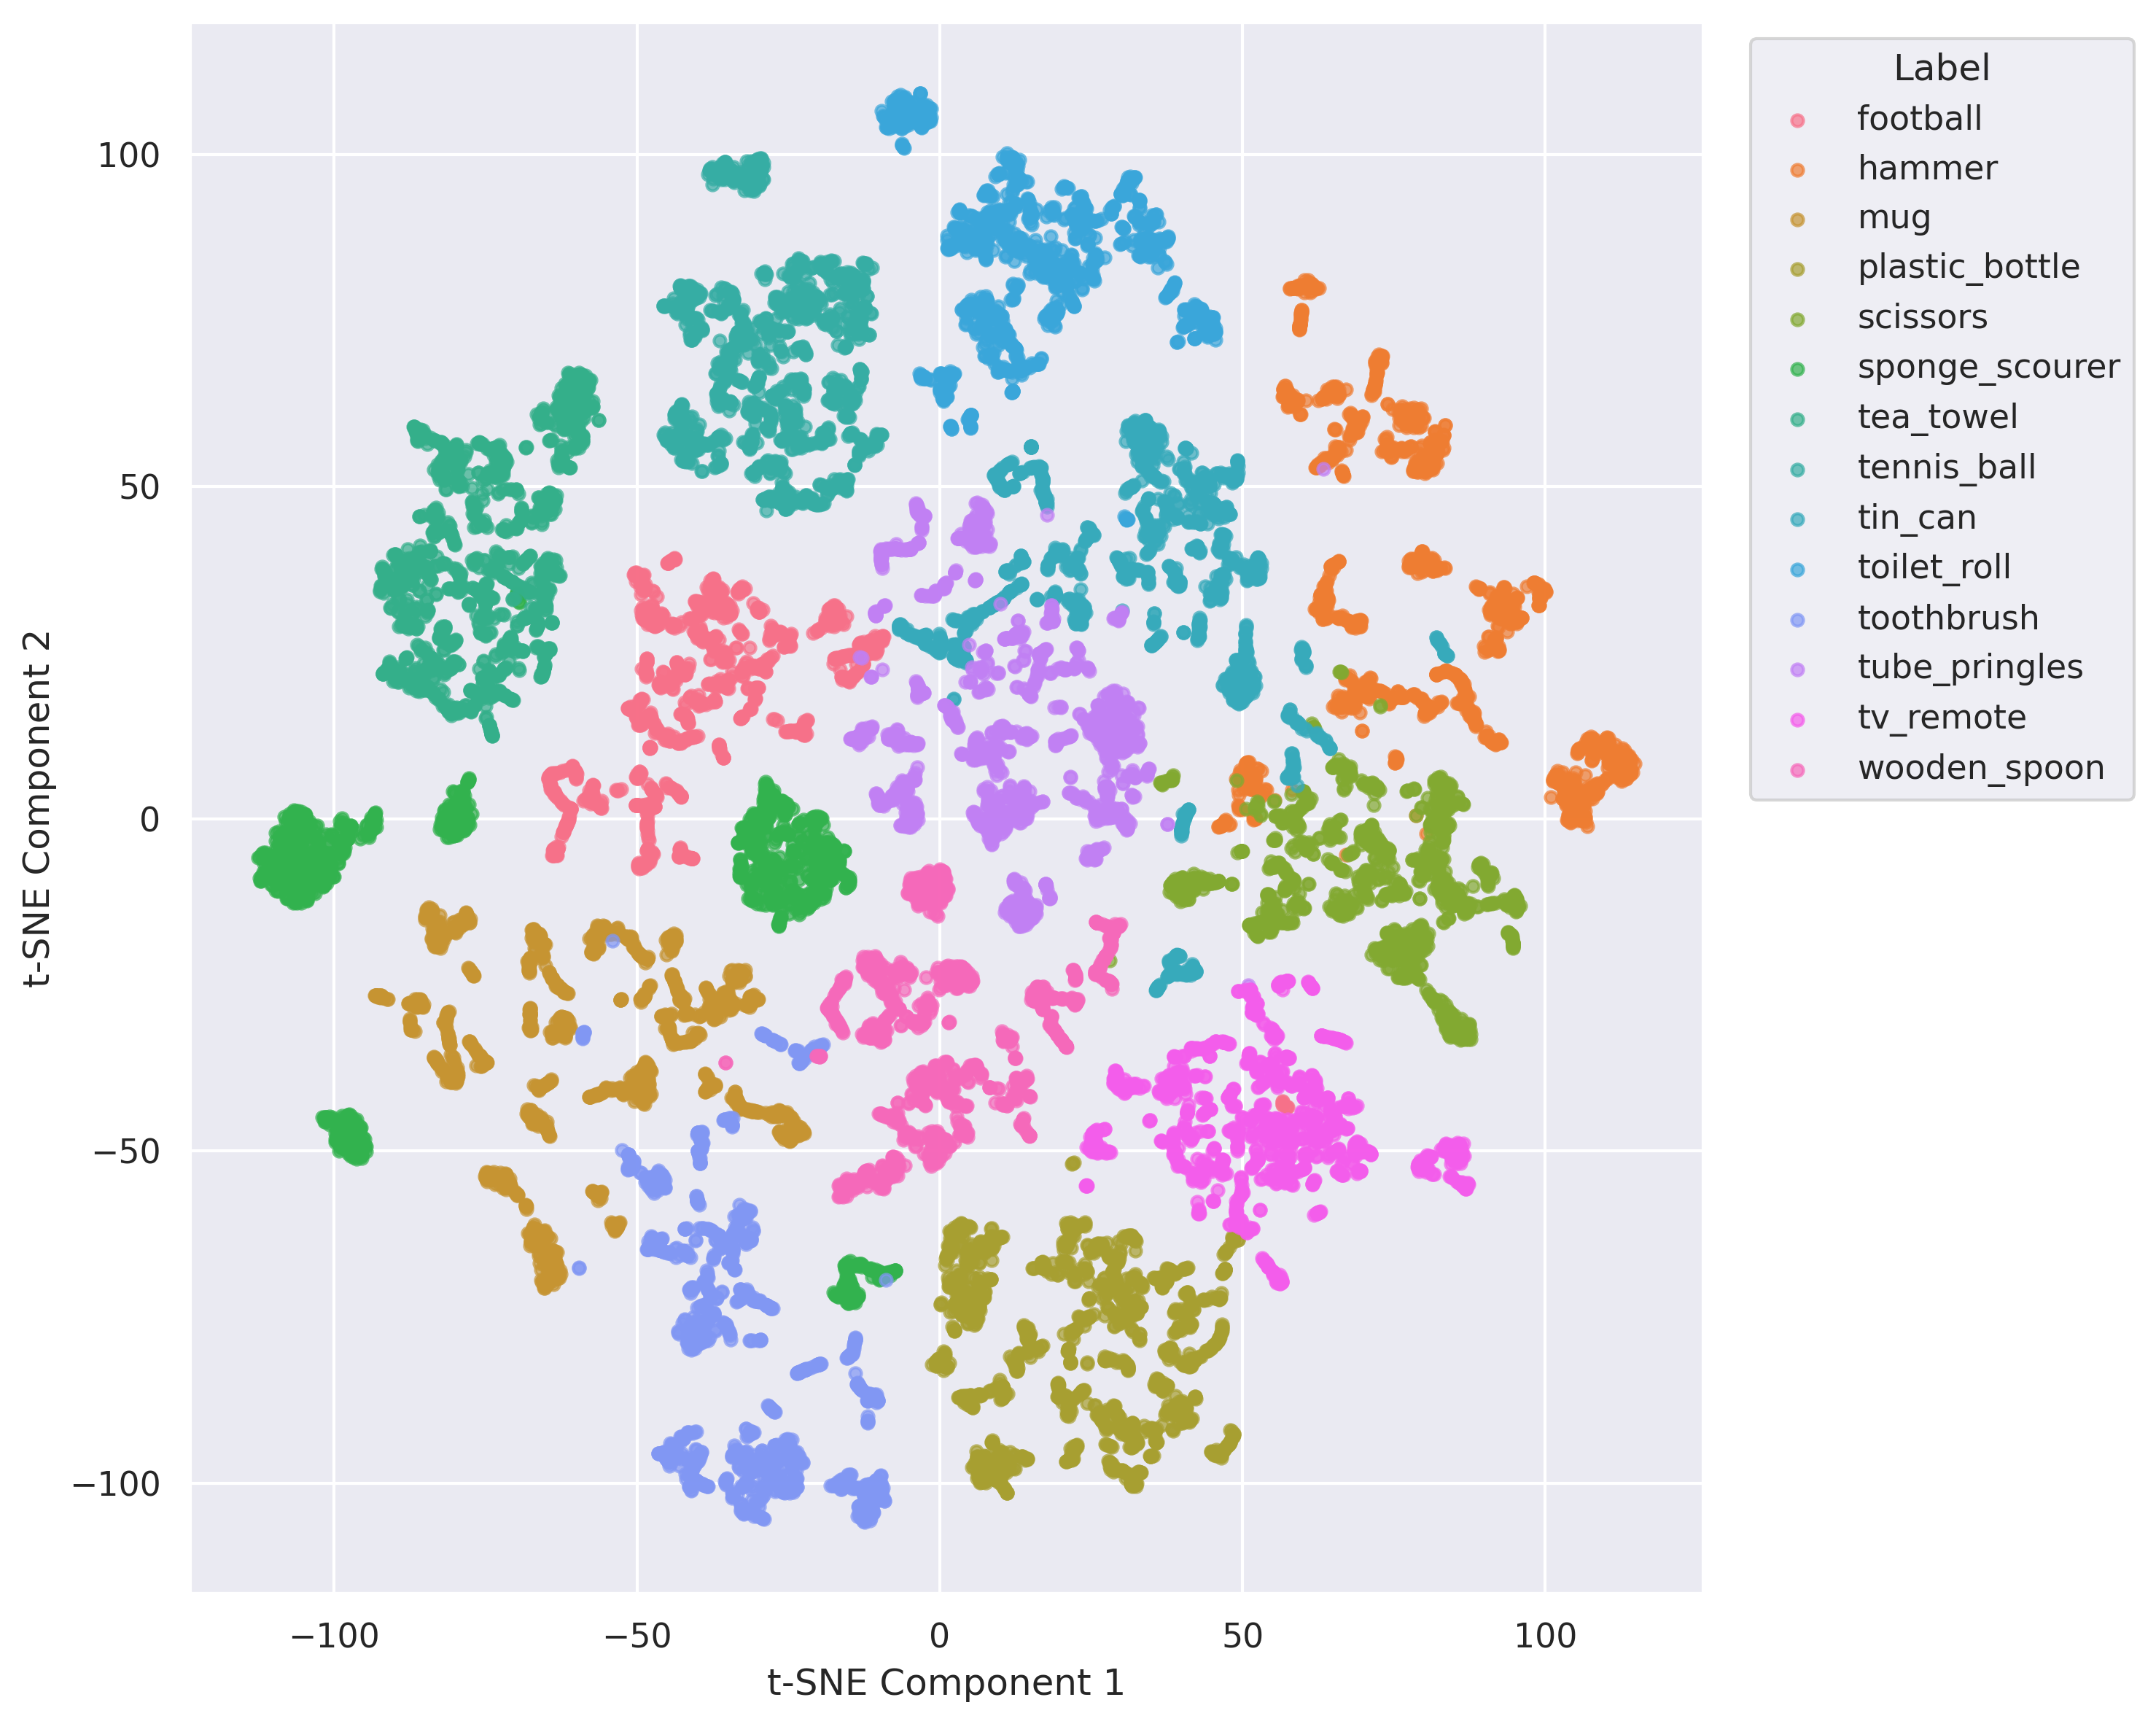 Label
football
hammer
mug
plastic_bottle
scissors
sponge_scourer
tea_towel
tennis_ball
tin_can
toilet_roll
toothbrush
tube_pringles
tv_remote
wooden_spoon
100
50
0
−50
−100
t-SNE Component 2
−100
−50
0
50
100
t-SNE Component 1